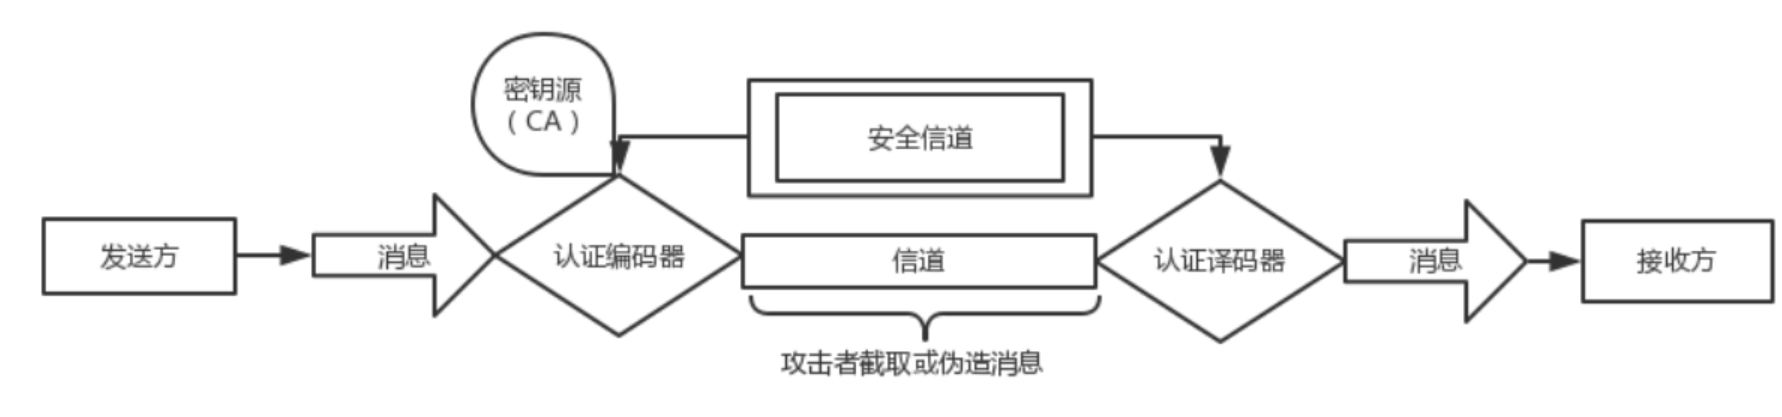 密钥源
（CA）
安全信道
发送方
消息
认证编码器
信道
认证译码器
消息
接收方
攻击者截取或伪造消息